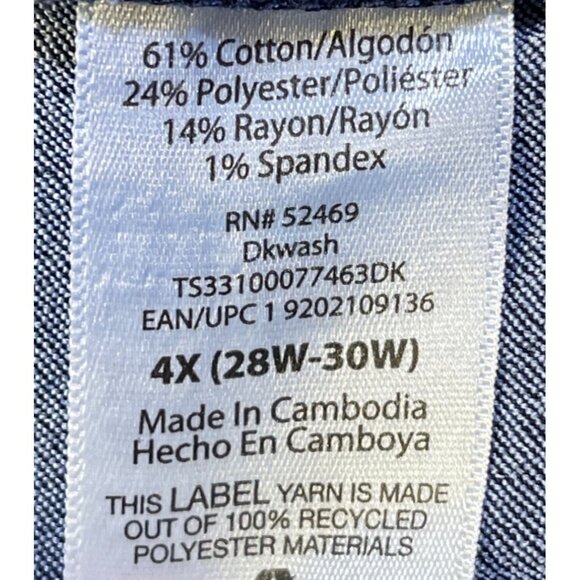 61% Cotton/Algodón
24% Polyester/Poliéster
14% Rayon/Rayón
1% Spandex
RN# 52469
Dkwash
TS33100077463DK
EAN/UPC 1 9202109136
4X (28W-30W)
Made In Cambodia
Hecho En Camboya
THIS LABEL YARN IS MADE
OUT OF 100% RECYCLED
POLYESTER MATERIALS